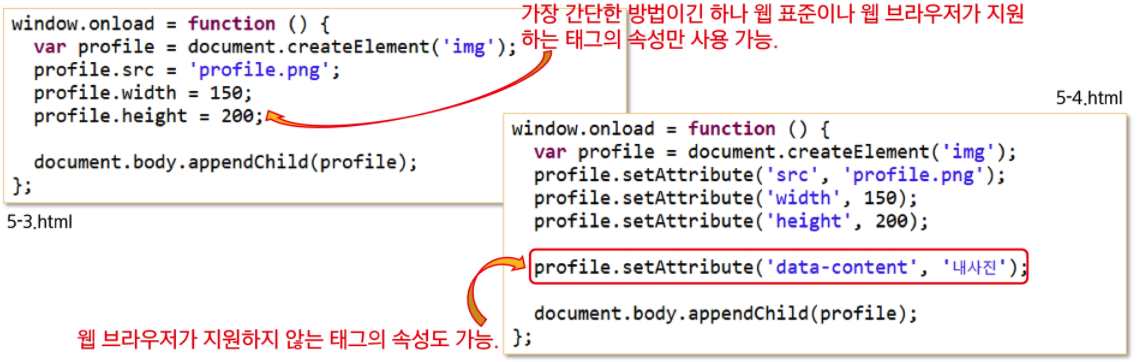 window.onload = function () {
var profile = document.createElement('img');
profile.src = 'profile.png';
profile.width = 150;
profile.height = 200;
document.body.appendChild(profile);
};
5-3.html
가장 간단한 방법이긴 하나 웹 표준이나 웹 브라우저가 지원
하는 태그의 속성만 사용 가능.
5-4.html
window.onload = function () {
var profile = document.createElement('img');
profile.setAttribute('src', 'profile.png');
profile.setAttribute('width', 150);
profile.setAttribute('height', 200);
profile.setAttribute('data-content', '내사진');
document.body.appendChild(profile);
};
웹 브라우저가 지원하지 않는 태그의 속성도 가능.